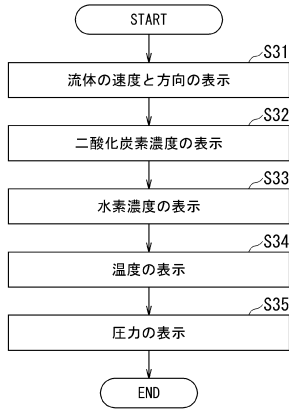 START
S31
流体の速度と方向の表示
S32
二酸化炭素濃度の表示
S33
水素濃度の表示
S34
温度の表示
S35
圧力の表示
END